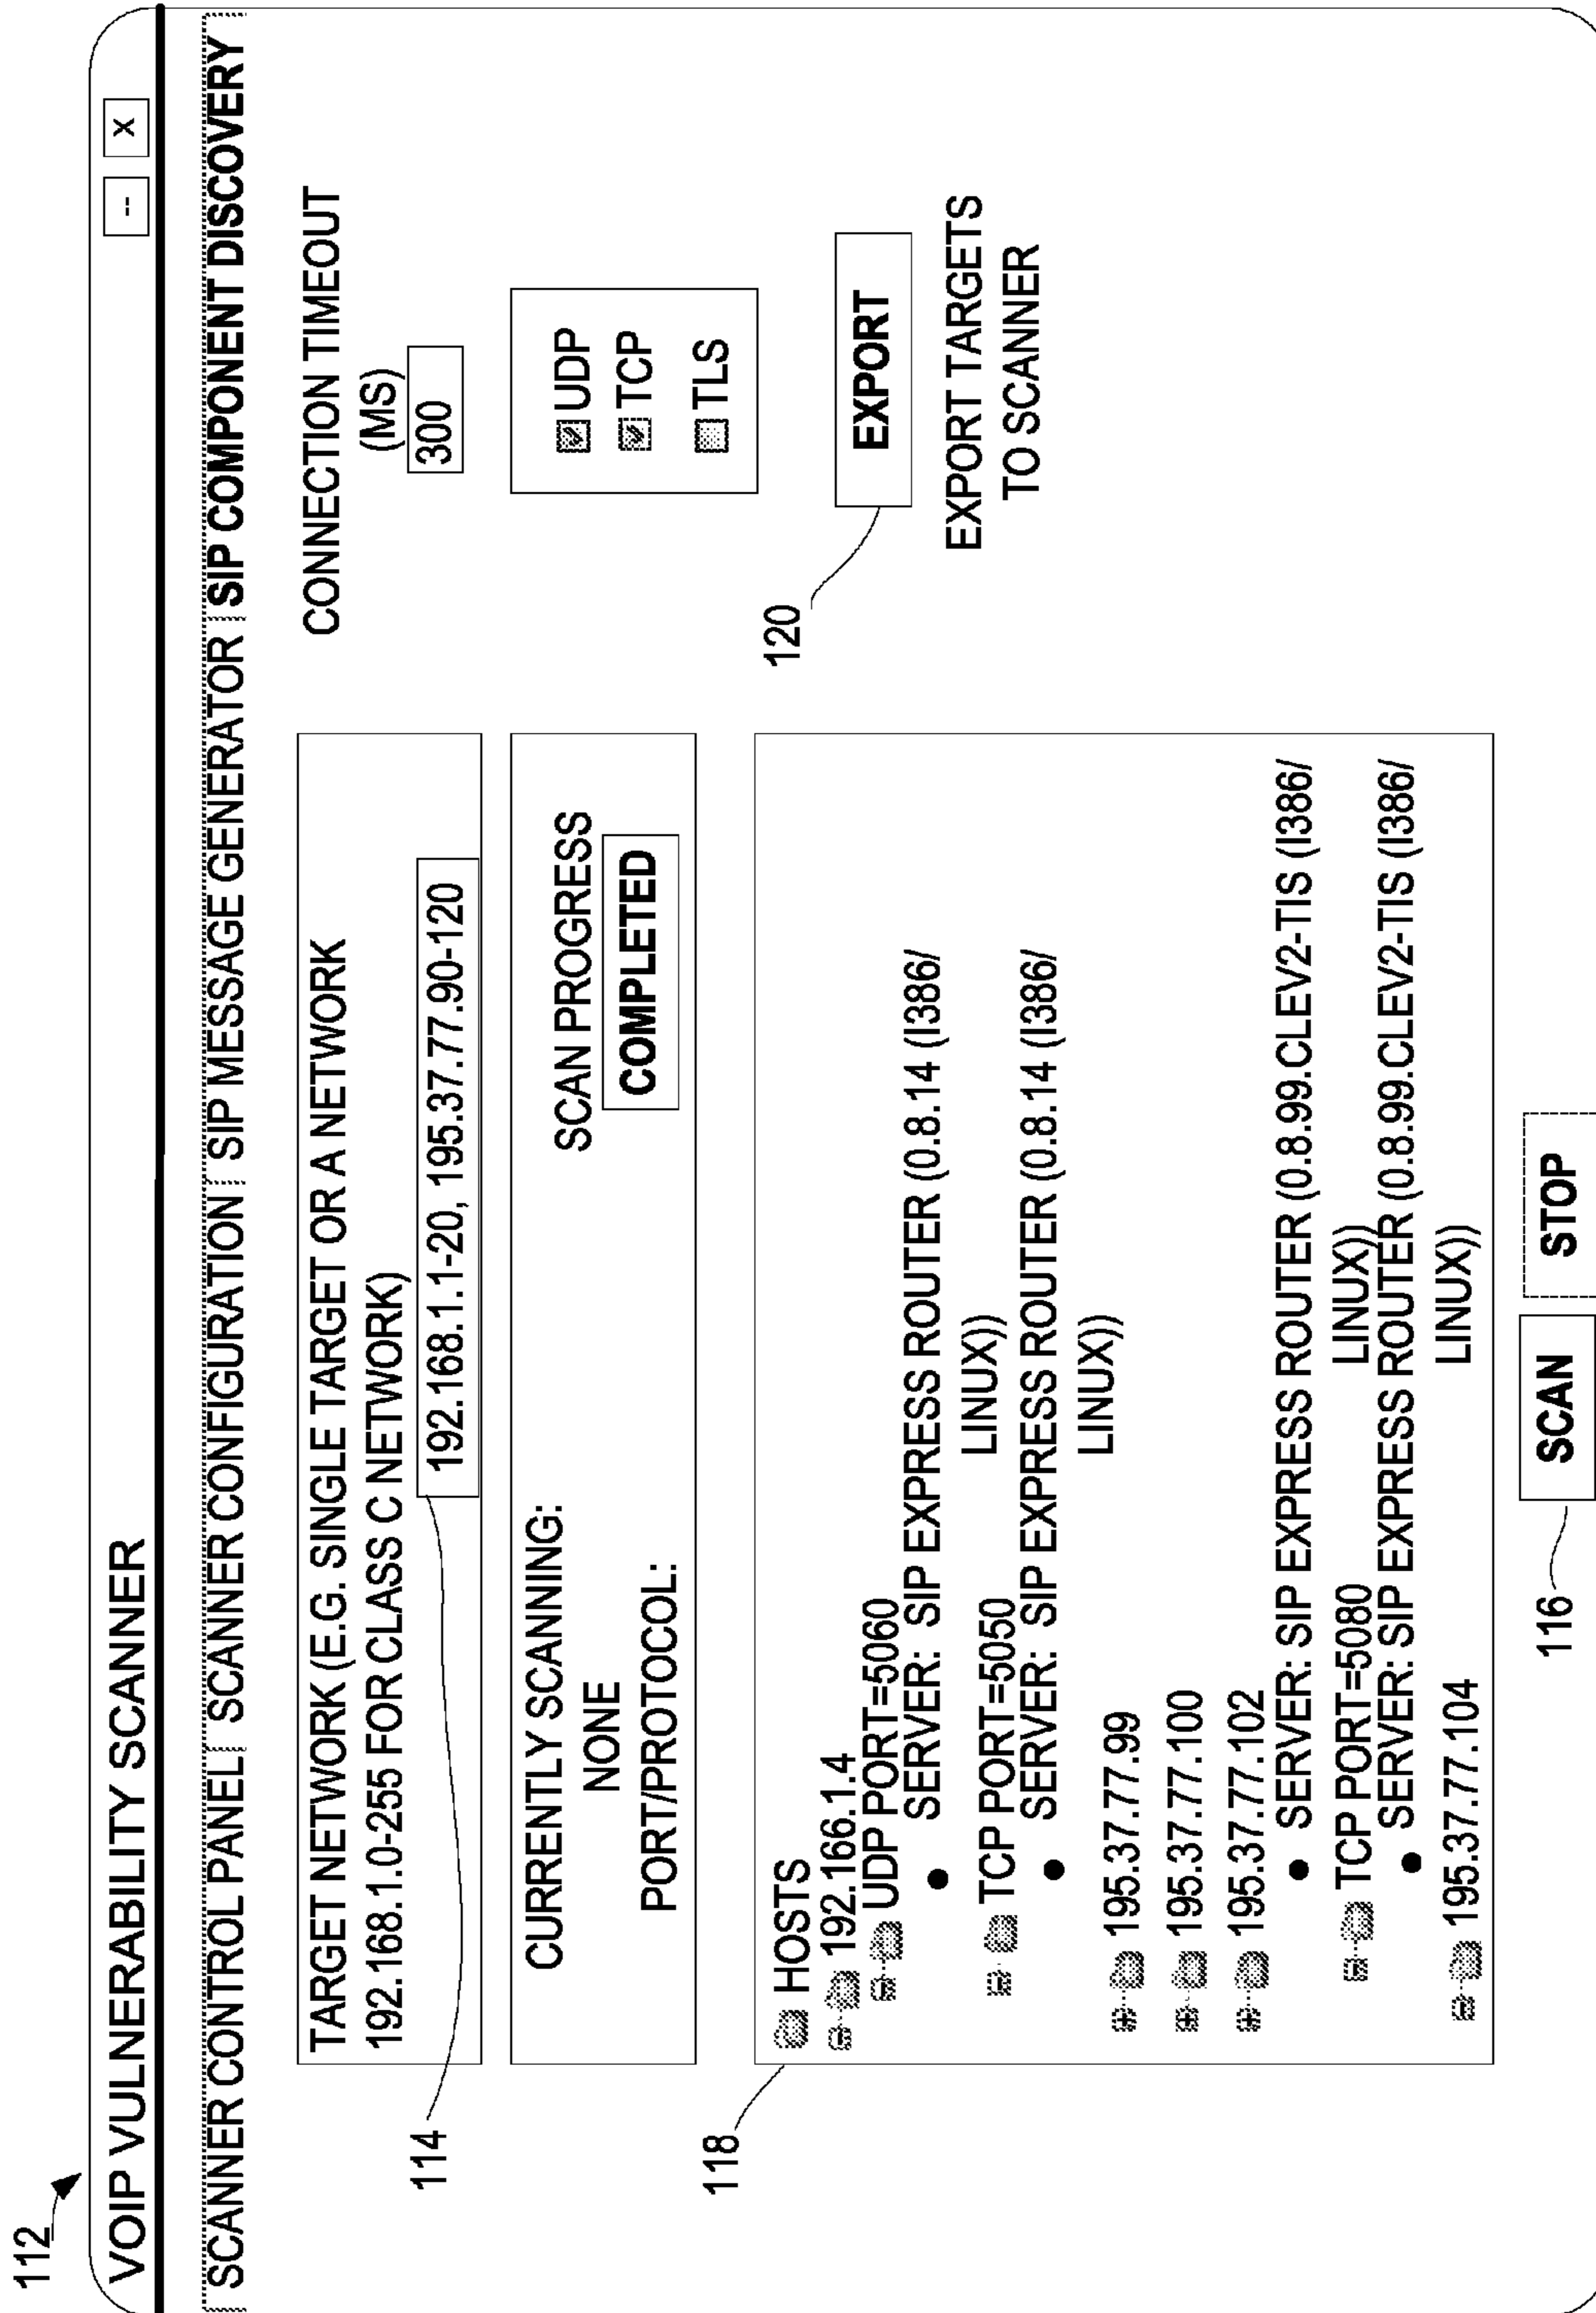 112
VOIP VULNERABILITY SCANNER
-- X
SCANNER CONTROL PANEL SCANNER CONFIGURATION SIP MESSAGE GENERATOR SIP COMPONENT DISCOVERY
TARGET NETWORK (E.G. SINGLE TARGET OR A NETWORK
192.168.1.0-255 FOR CLASS C NETWORK)
192.168.1.1-20, 195.37.77.90-120
114
CONNECTION TIMEOUT
(MS)
300
CURRENTLY SCANNING:
NONE
PORT/PROTOCOL:
SCAN PROGRESS
COMPLETED
UDP
TCP
TLS
118
HOSTS
192.166.1.4
UDP PORT=5060
SERVER: SIP EXPRESS ROUTER (0.8.14 (I386/
LINUX))
TCP PORT=5050
SERVER: SIP EXPRESS ROUTER (0.8.14 (I386/
LINUX))
195.37.77.99
195.37.77.100
195.37.77.102
SERVER: SIP EXPRESS ROUTER (0.8.99.CLEV2-TIS (I386/
LINUX))
TCP PORT=5080
SERVER: SIP EXPRESS ROUTER (0.8.99.CLEV2-TIS (I386/
LINUX))
195.37.77.104
120
EXPORT
EXPORT TARGETS
TO SCANNER
116
SCAN
STOP